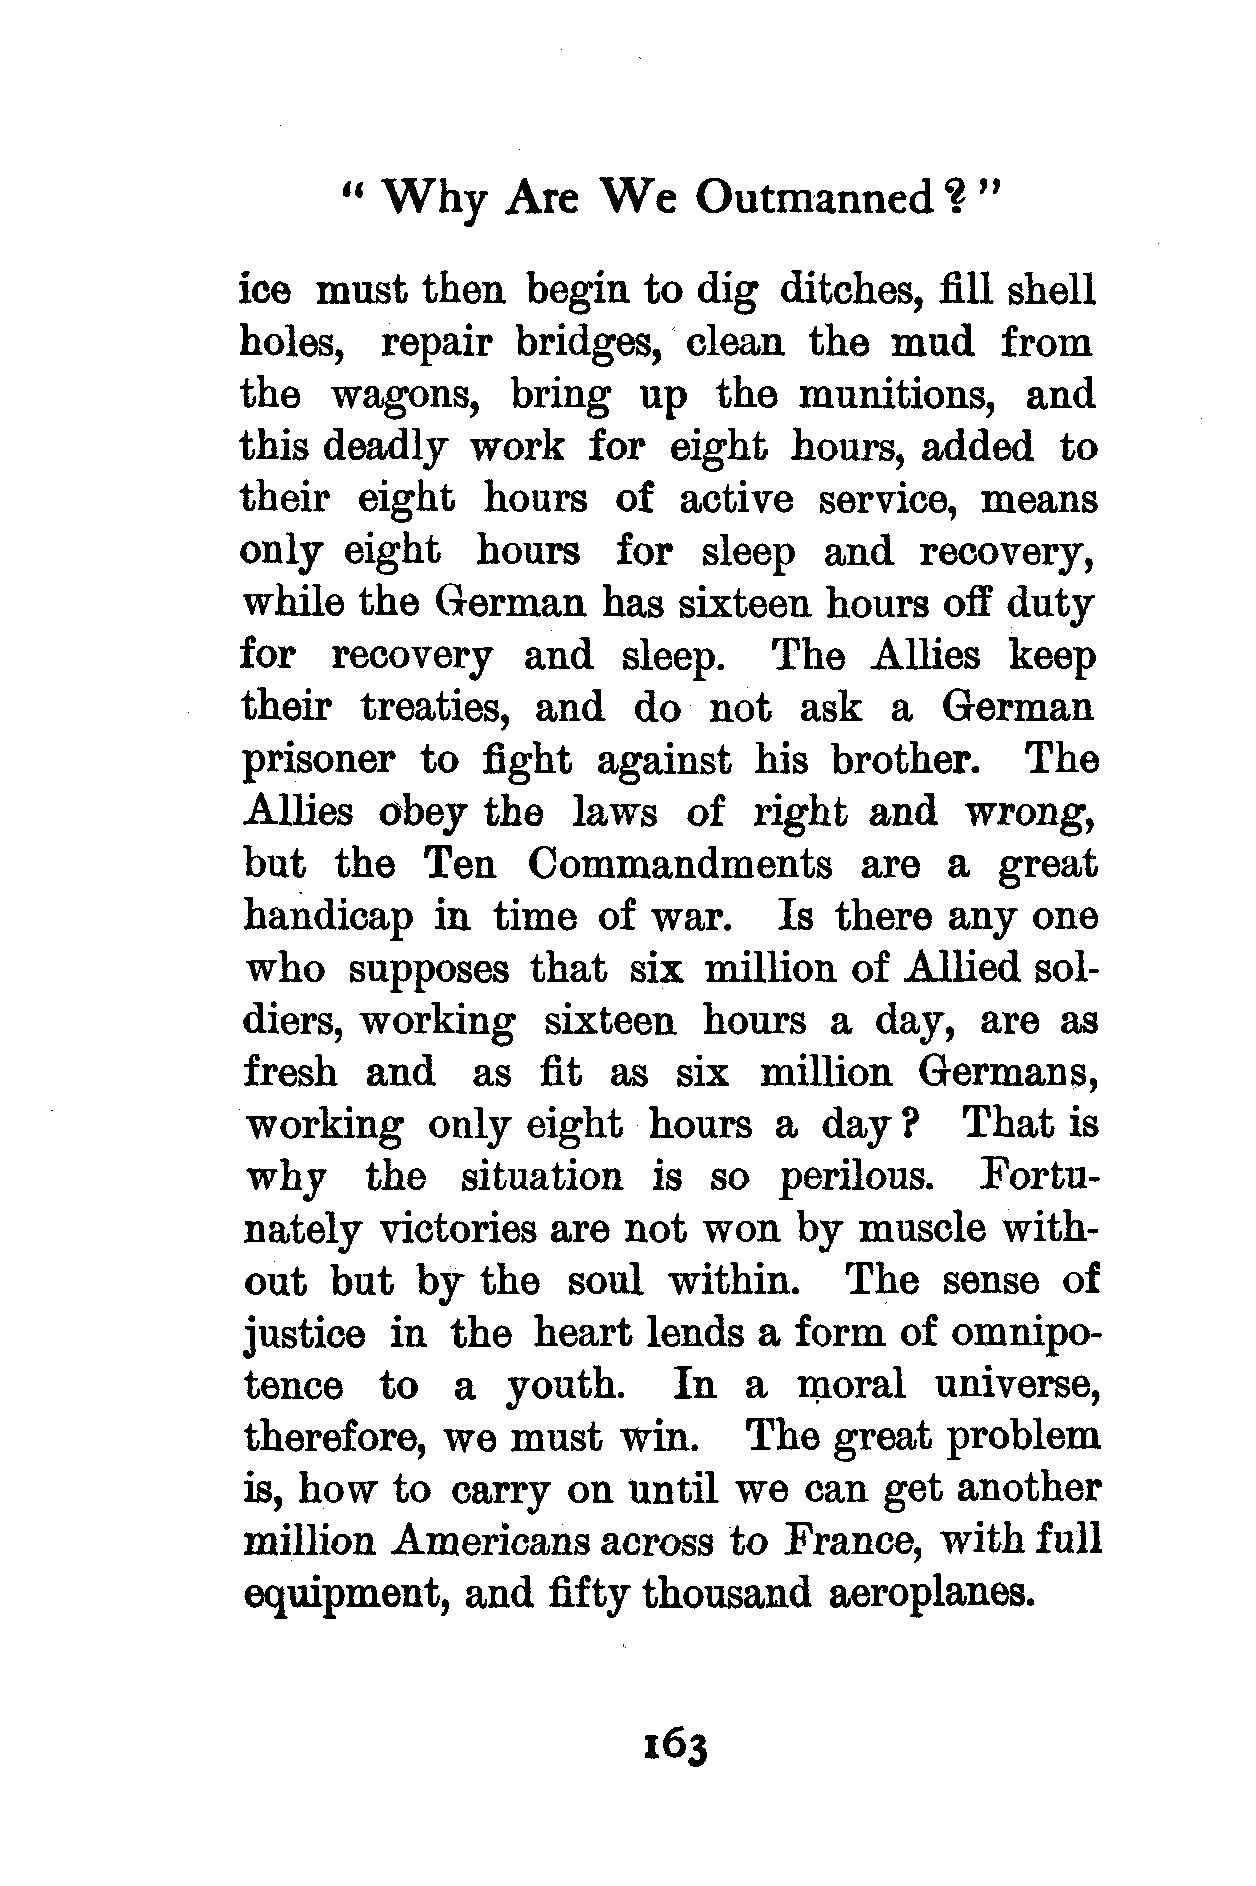 “ Why Are We Outmanned ? ”
ice must then begin to dig ditches, fill shell
holes, repair bridges, clean the mud from
the wagons, bring up the munitions, and
this deadly work for eight hours, added to
their eight hours of active service, means
only eight hours for sleep and recovery,
while the German has sixteen hours off duty
for recovery and sleep. The Allies keep
their treaties, and do not ask a German
prisoner to fight against his brother. The
Allies obey the laws of right and wrong,
but the Ten Commandments are a great
handicap in time of war. Is there any one
who supposes that six million of Allied sol-
diers, working sixteen hours a day, are as
fresh and as fit as six million Germans,
working only eight hours a day ? That is
why the situation is so perilous. Fortu-
nately victories are not won by muscle with-
out but by the soul within. The sense of
justice in the heart lends a form of omnipo-
tence to a youth. In a moral universe,
therefore, we must win. The great problem
is, how to carry on until we can get another
million Americans across to France, with full
equipment, and fifty thousand aeroplanes.
163